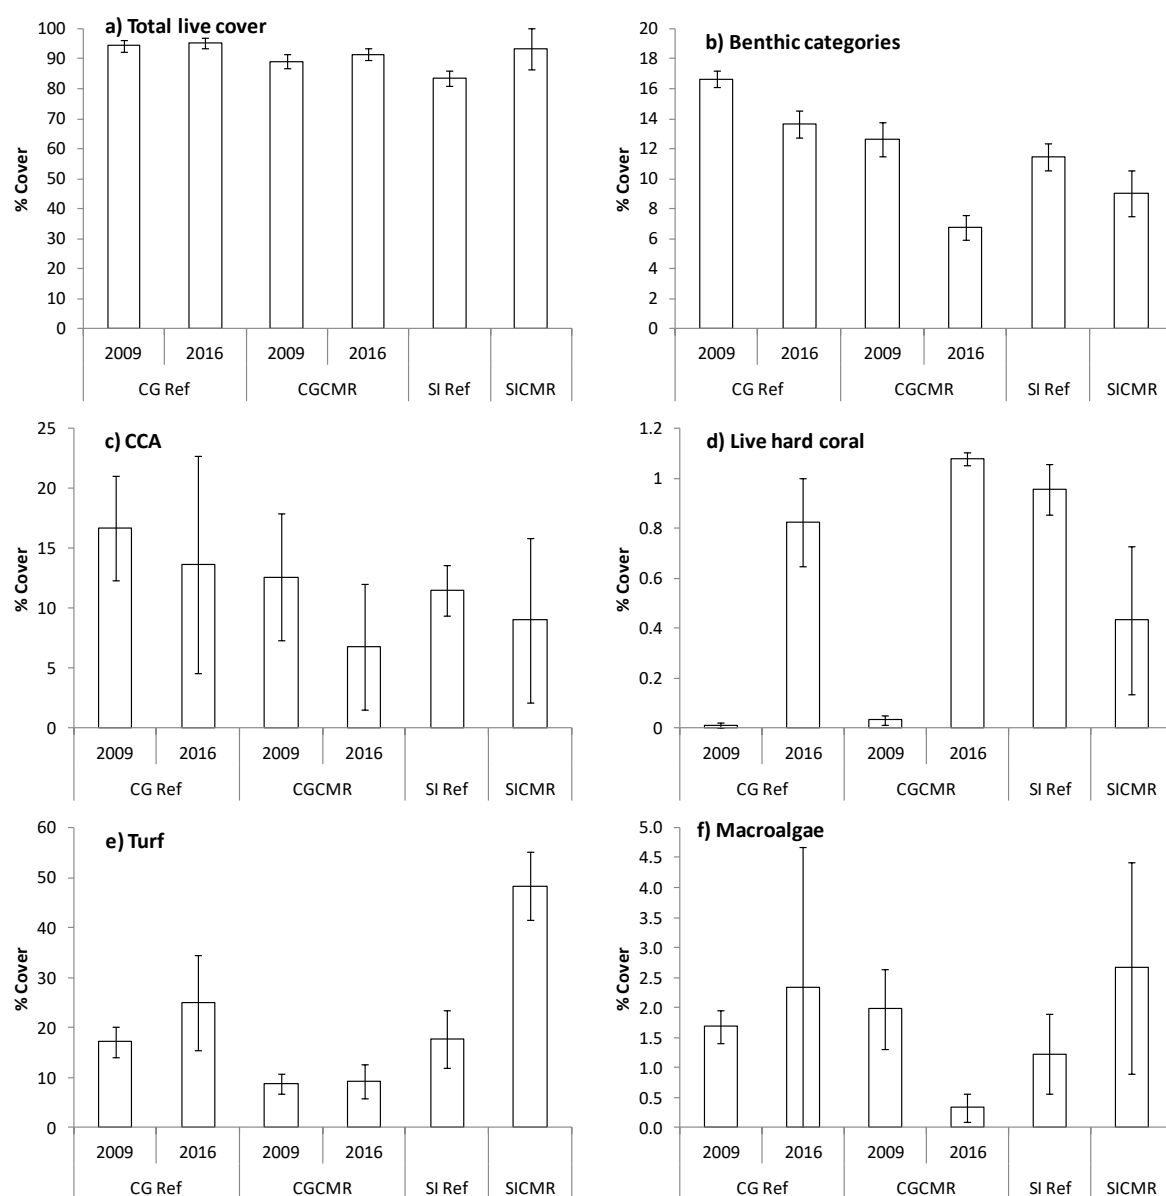 a) Total live cover
% Cover
100
90
80
70
60
50
40
30
20
10
0
2009 2016 2009 2016
CG Ref CGCMR SI Ref SICMR
b) Benthic categories
% Cover
20
18
16
14
12
10
8
6
4
2
0
2009 2016 2009 2016
CG Ref CGCMR SI Ref SICMR
c) CCA
% Cover
25
20
15
10
5
0
2009 2016 2009 2016
CG Ref CGCMR SI Ref SICMR
d) Live hard coral
% Cover
1.2
1
0.8
0.6
0.4
0.2
0
2009 2016 2009 2016
CG Ref CGCMR SI Ref SICMR
e) Turf
% Cover
60
50
40
30
20
10
0
2009 2016 2009 2016
CG Ref CGCMR SI Ref SICMR
f) Macroalgae
% Cover
5.0
4.5
4.0
3.5
3.0
2.5
2.0
1.5
1.0
0.5
0.0
2009 2016 2009 2016
CG Ref CGCMR SI Ref SICMR